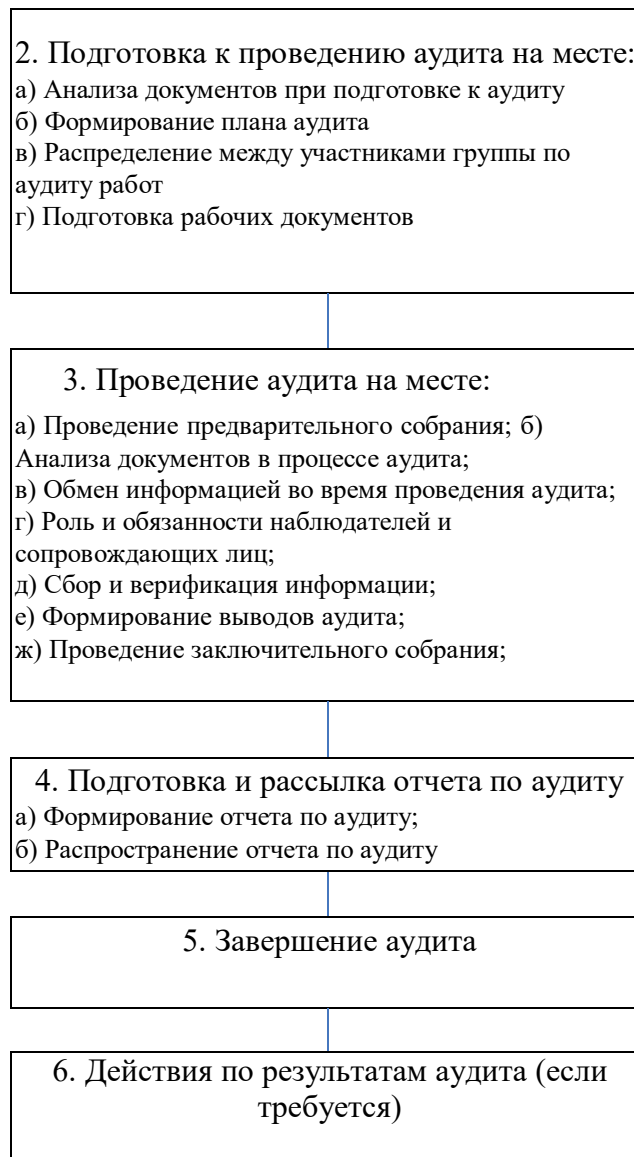 2. Подготовка к проведению аудита на месте:
а) Анализа документов при подготовке к аудиту
б) Формирование плана аудита
в) Распределение между участниками группы по
аудиту работ
г) Подготовка рабочих документов
3. Проведение аудита на месте:
а) Проведение предварительного собрания; б)
Анализа документов в процессе аудита;
в) Обмен информацией во время проведения аудита;
г) Роль и обязанности наблюдателей и
сопровождающих лиц;
д) Сбор и верификация информации;
е) Формирование выводов аудита;
ж) Проведение заключительного собрания;
4. Подготовка и рассылка отчета по аудиту
а) Формирование отчета по аудиту;
б) Распространение отчета по аудиту
5. Завершение аудита
6. Действия по результатам аудита (если
требуется)